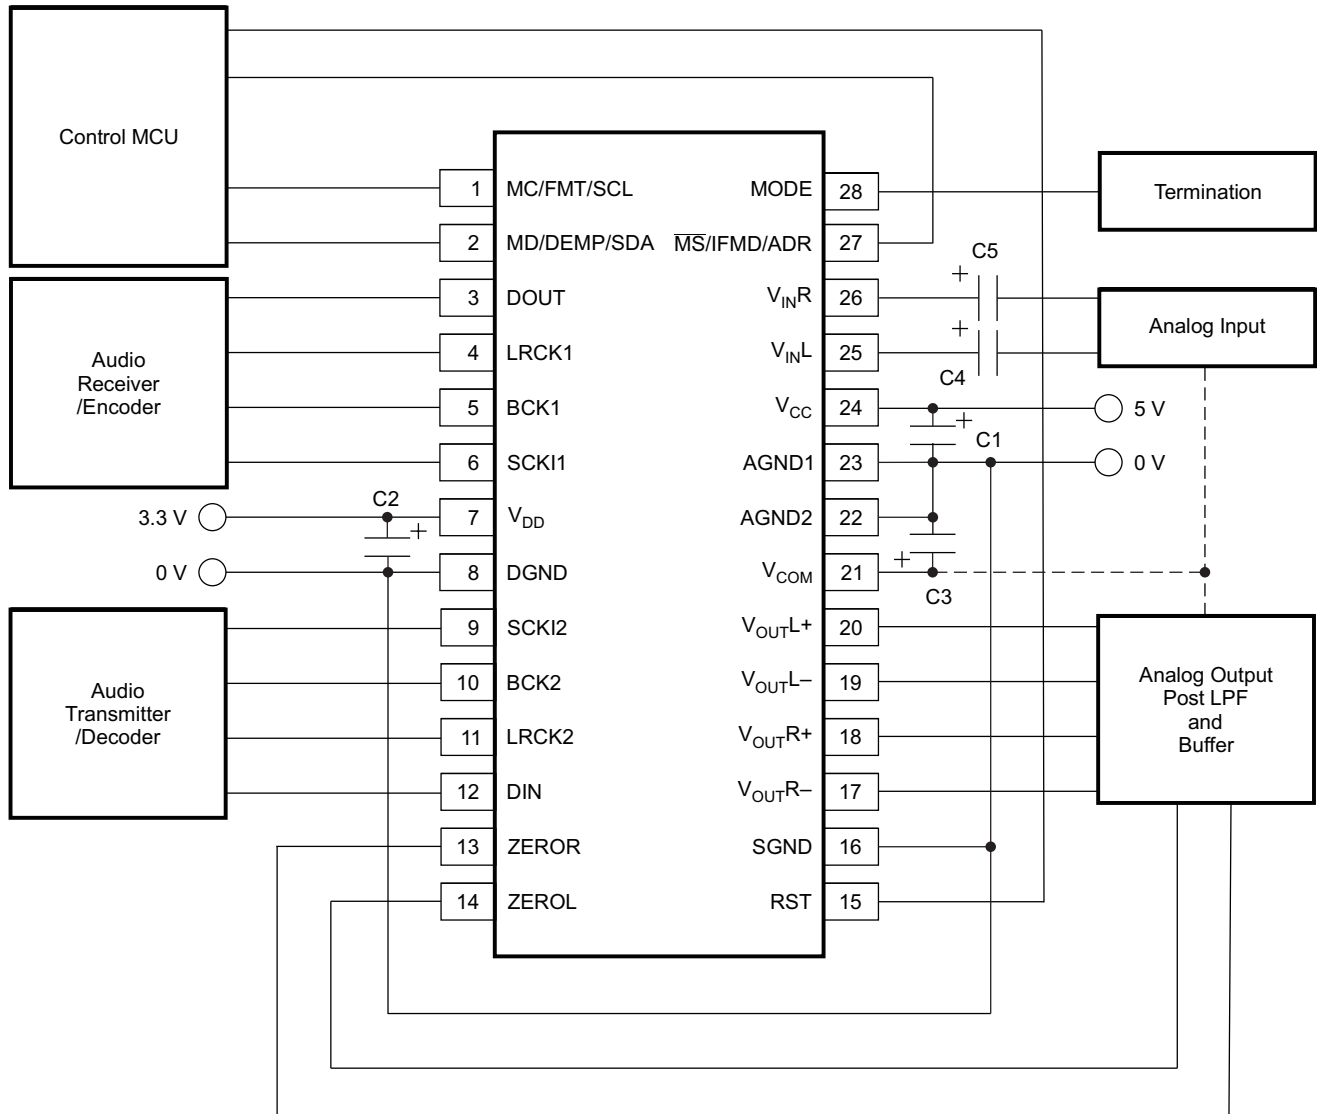 Control MCU
1 MC/FMT/SCL
2 MD/DEMP/SDA
Audio
Receiver
/Encoder
3 DOUT
4 LRCK1
5 BCK1
6 SCKI1
3.3 V
C2
+
7 VDD
0 V
8 DGND
Audio
Transmitter
/Decoder
9 SCKI2
10 BCK2
11 LRCK2
12 DIN
13 ZEROR
14 ZEROL
MODE 28
Termination
MS/IFMD/ADR 27
C5
+
VINR 26
Analog Input
+
VINL 25
C4
VCC 24
+
5 V
C1
AGND1 23
0 V
AGND2 22
+
VCOM 21
C3
VOUTL+ 20
VOUTL– 19
VOUTR+ 18
VOUTR– 17
Analog Output
Post LPF
and
Buffer
SGND 16
RST 15